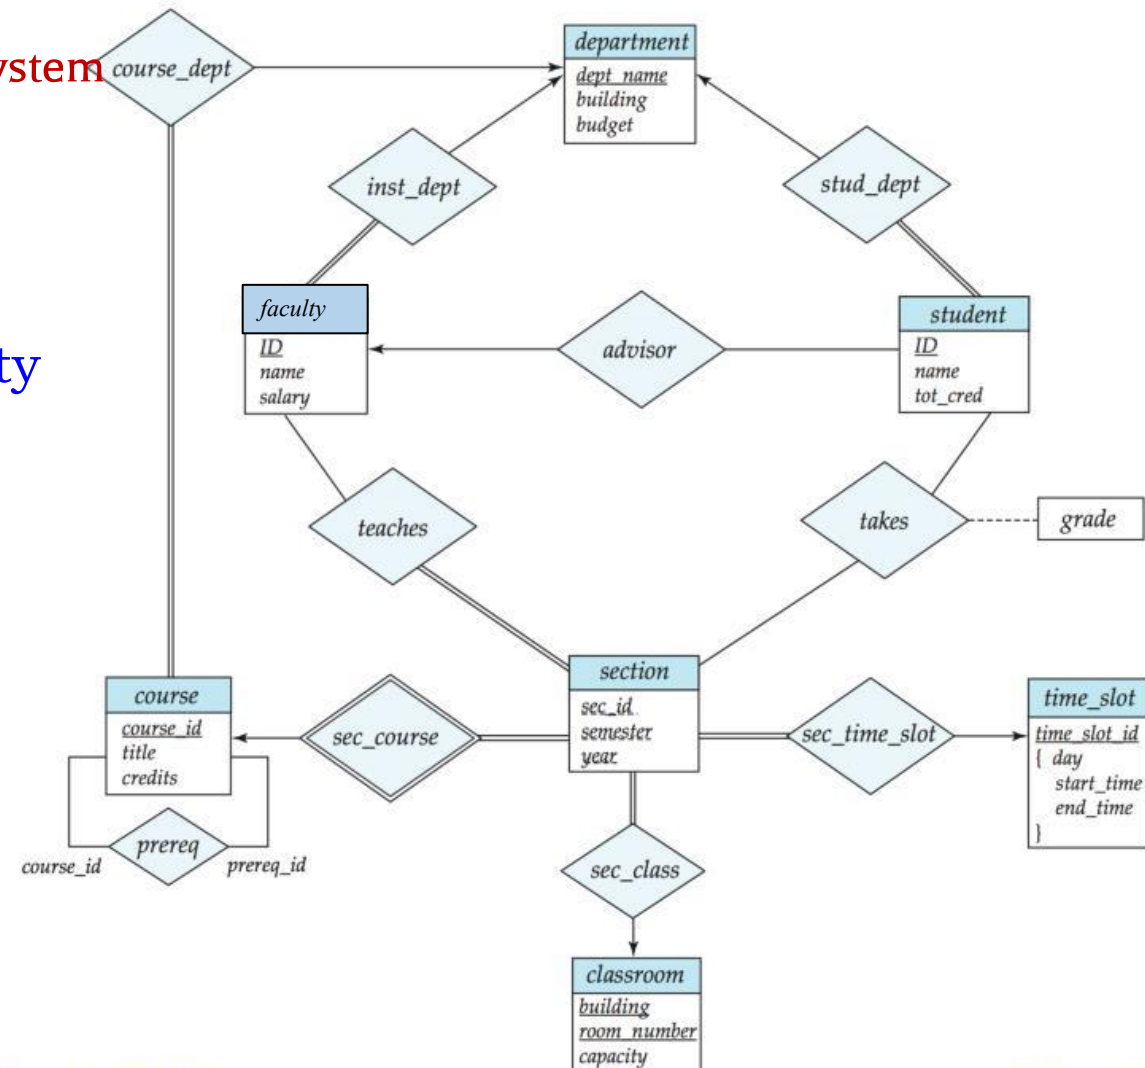 ystem
course_dept
department
dept_name
building
budget
inst_dept
stud_dept
faculty
ID
name
salary
advisor
student
ID
name
tot_cred
ty
teaches
takes
grade
course
course_id
title
credits
sec_course
section
sec_id
semester
year
sec_time_slot
time_slot
time_slot_id
{ day
start_time
end_time
}
prereq
course_id
prereq_id
sec_class
classroom
building
room_number
capacity